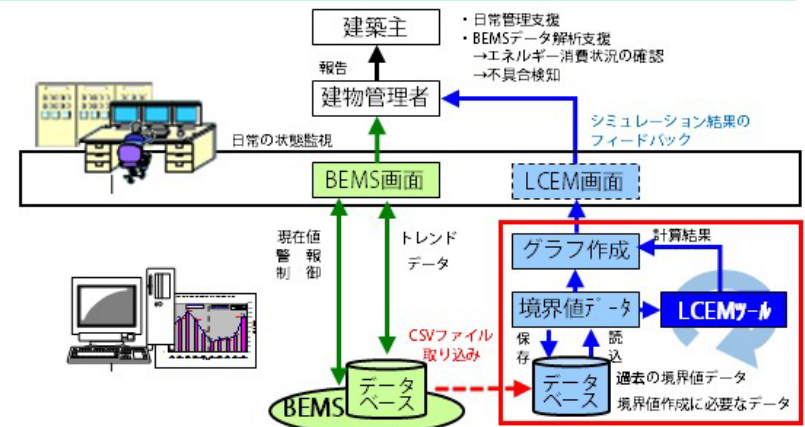 建築主
・日常管理支援
・BEMSデータ解析支援
→エネルギー消費状況の確認
→不具合検知
報告
建物管理者
シミュレーション結果の
フィードバック
日常の状態監視
BEMS画面
LCEM画面
現在値
警報
制御
トレンド
データ
グラフ作成
計算結果
境界値ﾃﾞｰﾀ
LCEMﾂｰﾙ
CSVファイル
取り込み
保存
読込
データ
ベース
BEMS
データ
ベース
過去の境界値データ
境界値作成に必要なデータ